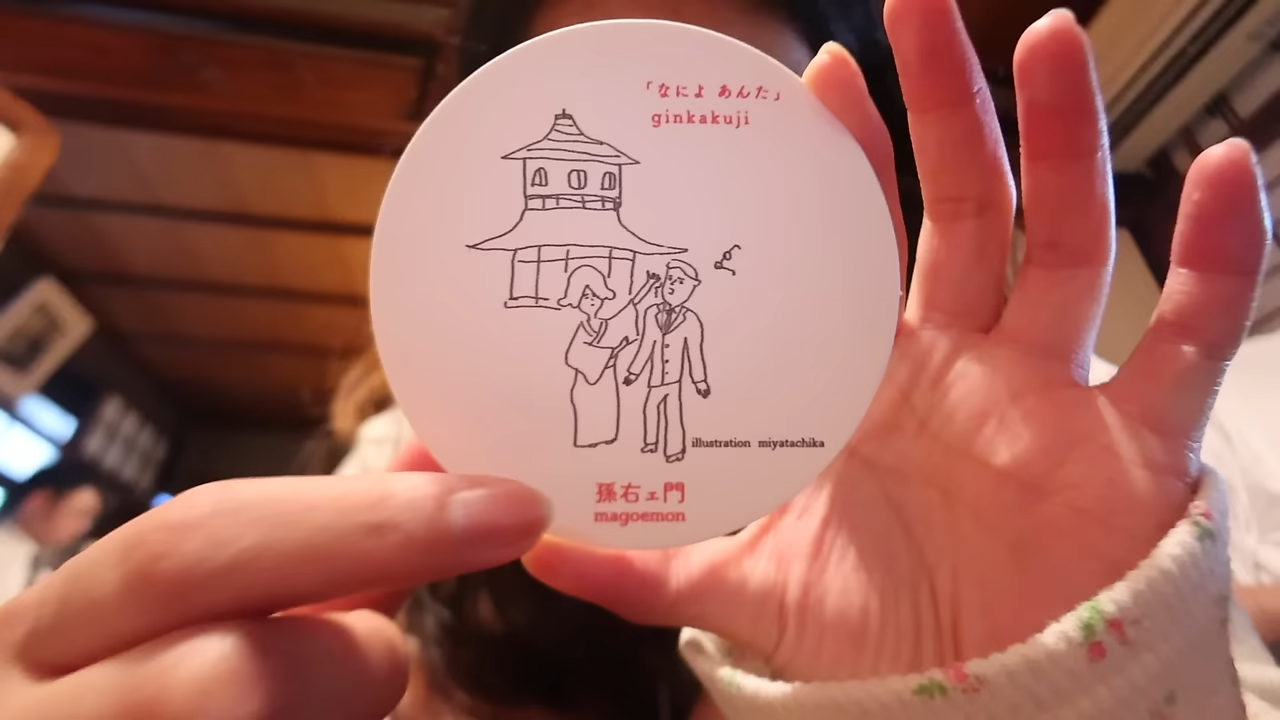 「なによ あんた」
ginkakuji
illustration miyatachika
孫右ェ門
magoemon